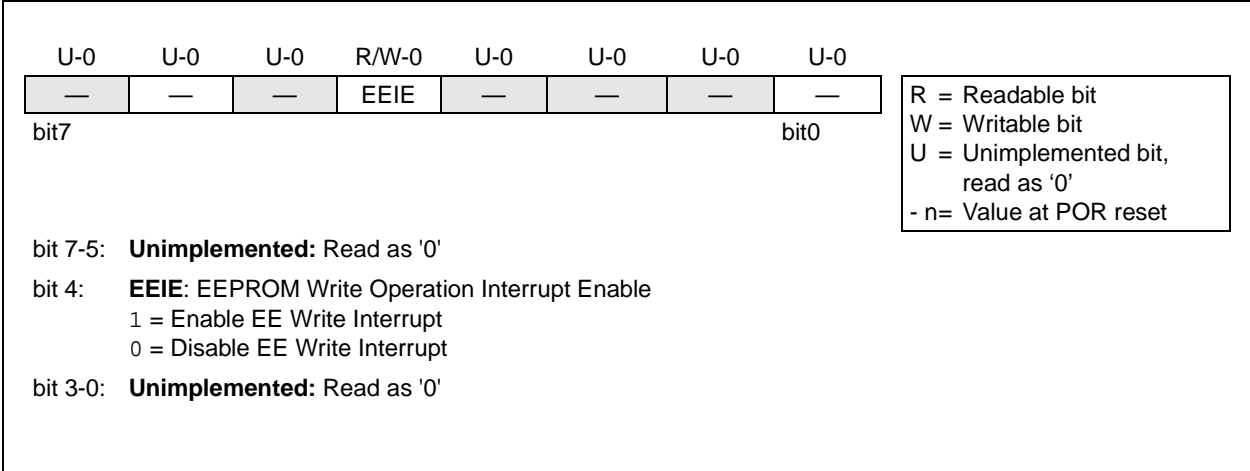 U-0 U-0 U-0 R/W-0 U-0 U-0 U-0 U-0
— — — EEIE — — — —
bit7 bit0
R = Readable bit
W = Writable bit
U = Unimplemented bit,
read as ‘0’
- n= Value at POR reset
bit 7-5: Unimplemented: Read as '0'
bit 4: EEIE: EEPROM Write Operation Interrupt Enable
1 = Enable EE Write Interrupt
0 = Disable EE Write Interrupt
bit 3-0: Unimplemented: Read as '0'